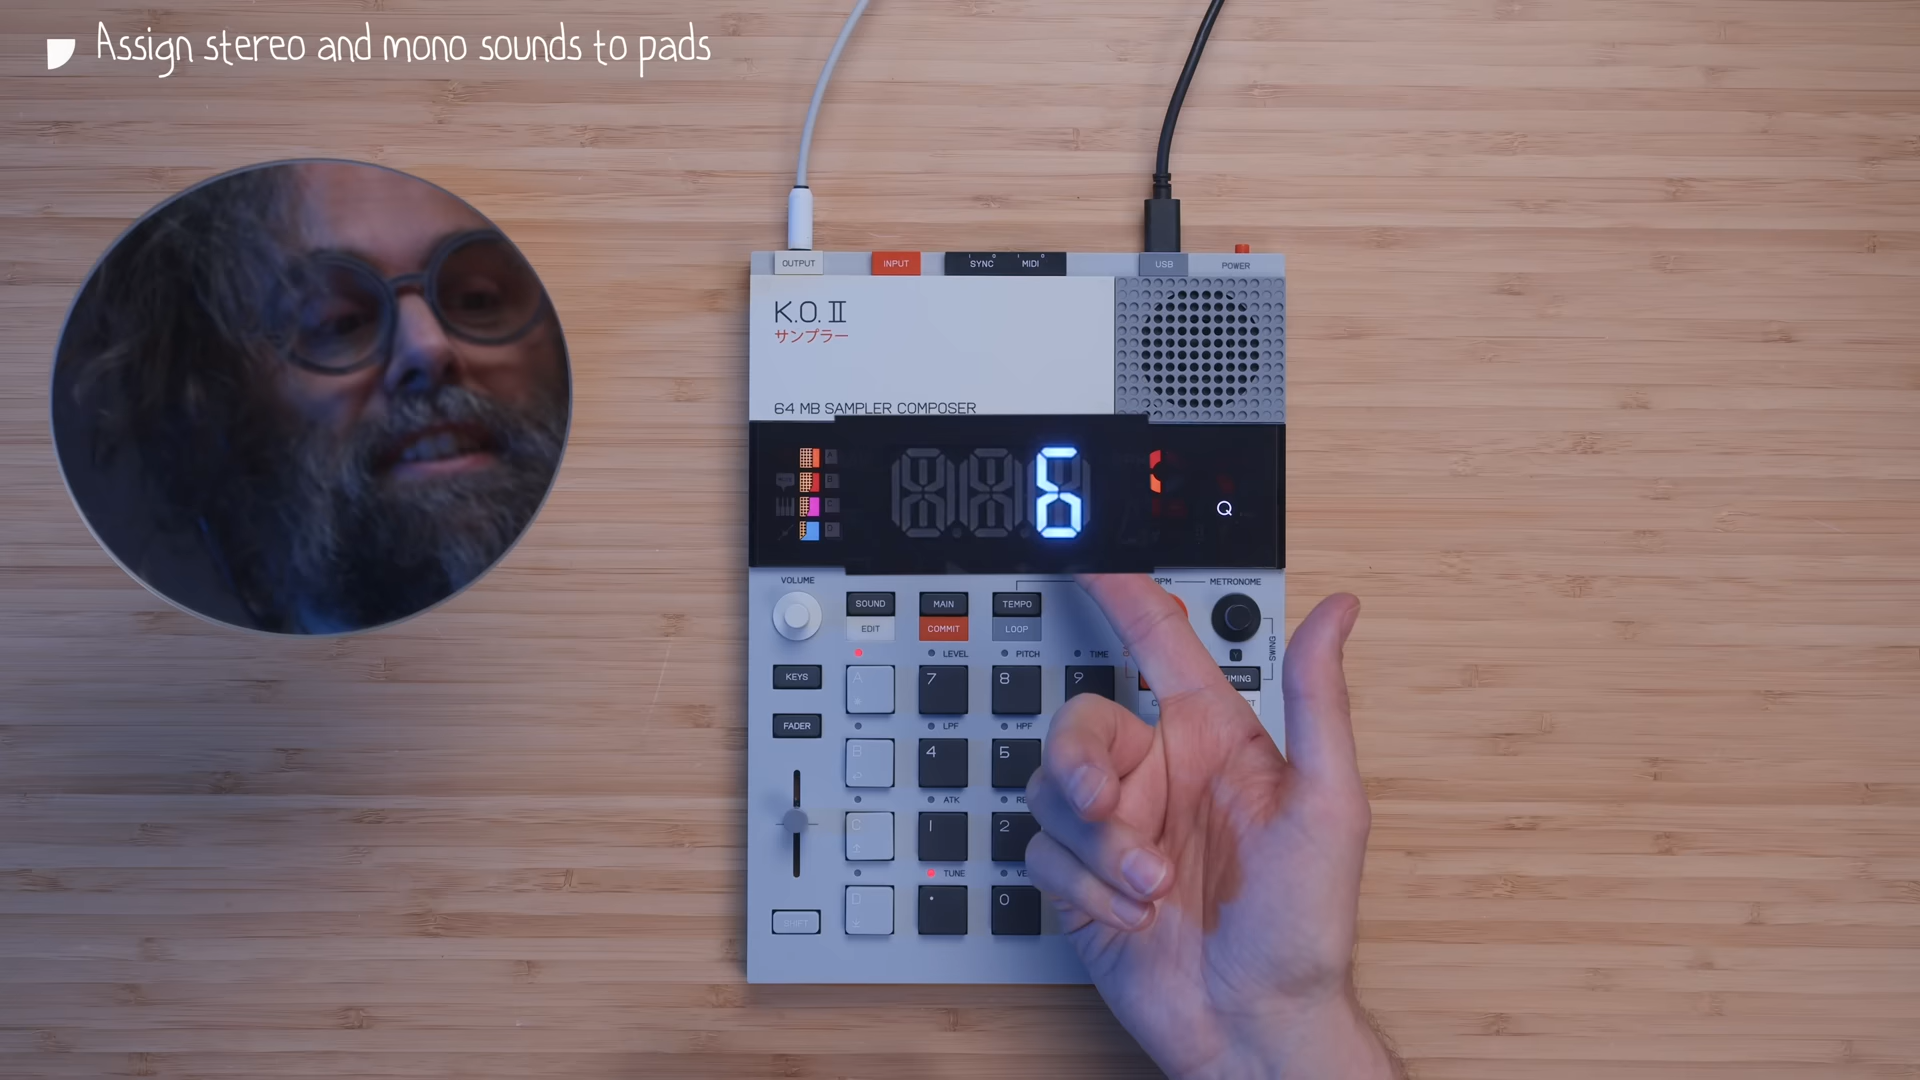 Assign stereo and mono sounds to pads
OUTPUT
INPUT
SYNC
MIDI
USB
POWER
K.O. II
サンプラー
64 MB SAMPLER COMPOSER
6
Q
VOLUME
BPM
METRONOME
SOUND
MAIN
TEMPO
EDIT
COMMIT
LOOP
LEVEL
PITCH
TIME
SWING
KEYS
A
7
8
9
TIMING
FADER
LPF
HPF
B
4
5
ATK
C
1
2
TUNE
D
0
SHIFT